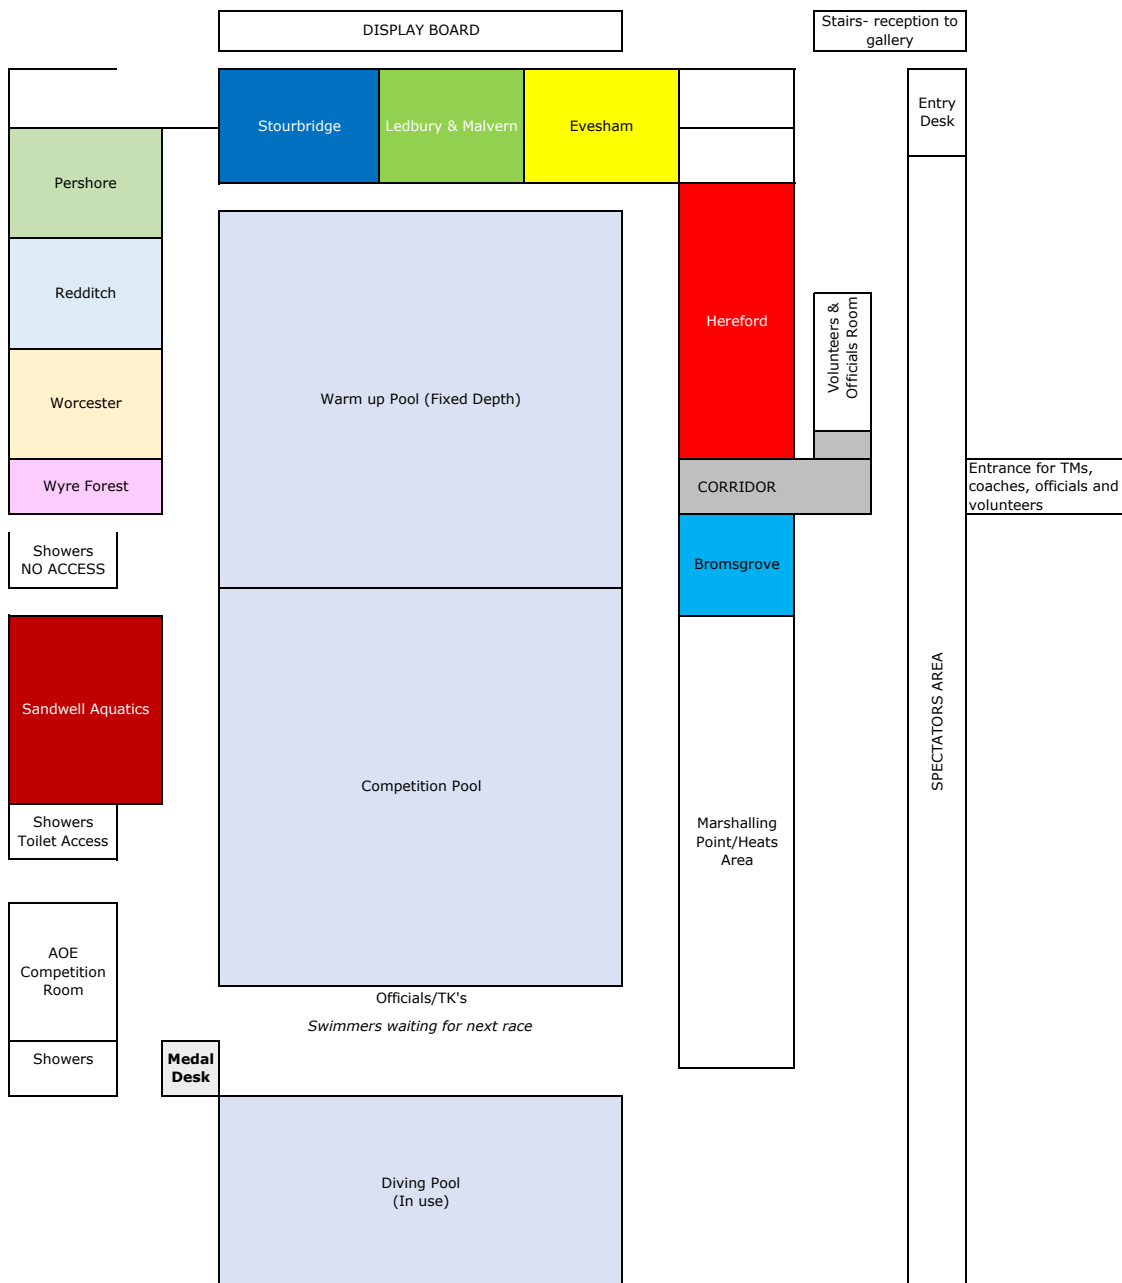 DISPLAY BOARD
Stairs- reception to
gallery
Stourbridge
Ledbury & Malvern
Evesham
Entry
Desk
Pershore
Redditch
Worcester
Wyre Forest
Showers
NO ACCESS
Warm up Pool (Fixed Depth)
Hereford
Volunteers &
Officials Room
CORRIDOR
Entrance for TMs,
coaches, officials and
volunteers
Bromsgrove
Sandwell Aquatics
Showers
Toilet Access
Competition Pool
Marshalling
Point/Heats
Area
SPECTATORS AREA
AOE
Competition
Room
Officials/TK's
Swimmers waiting for next race
Showers
Medal
Desk
Diving Pool
(In use)